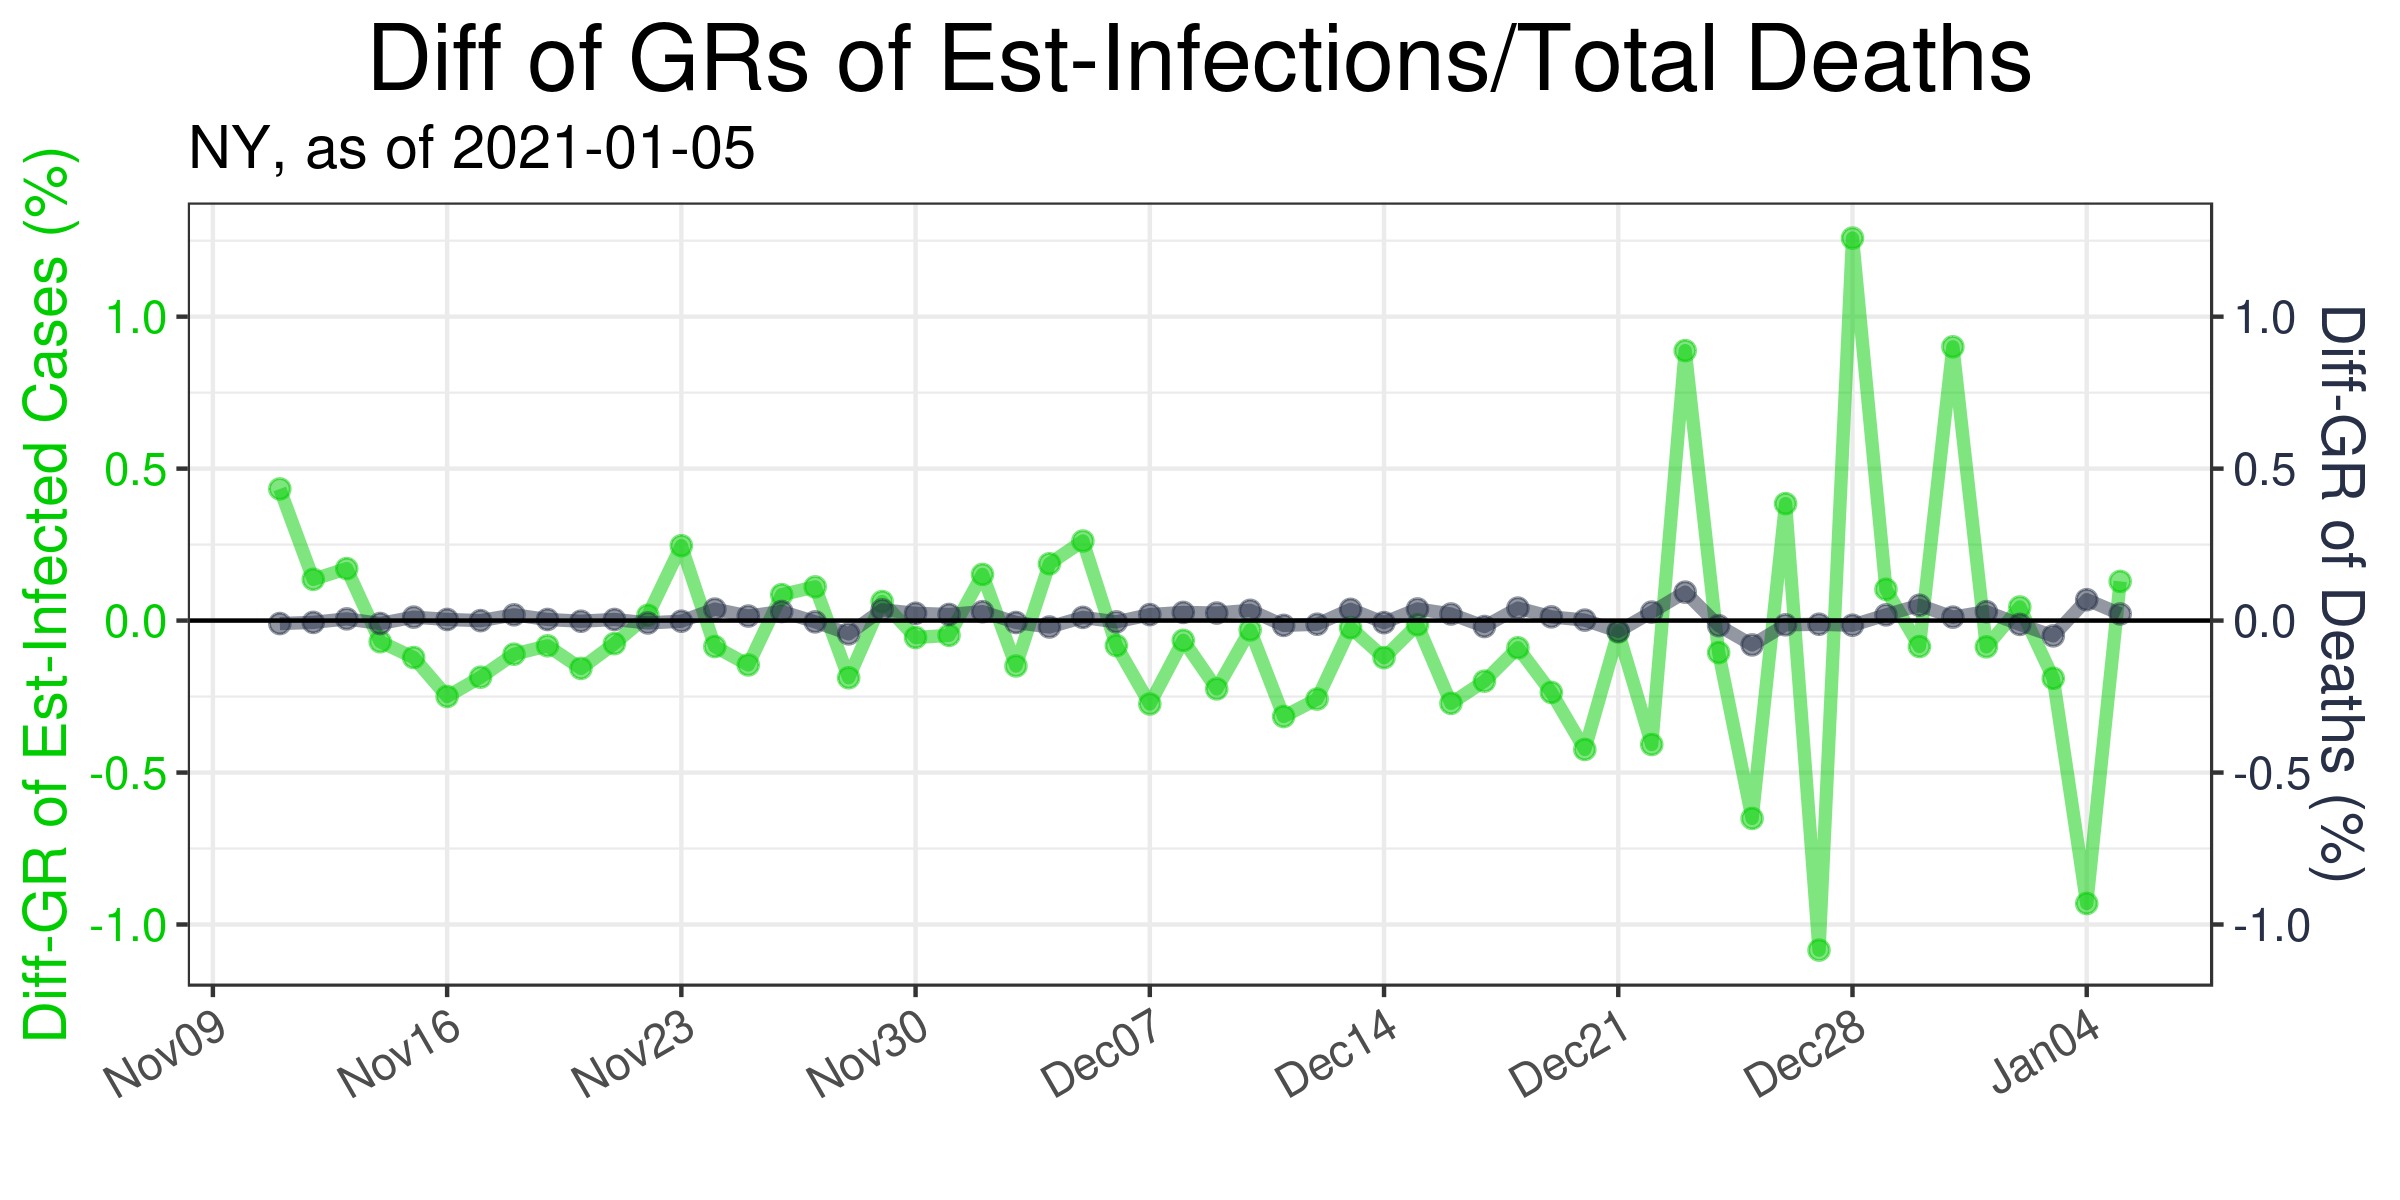 Diff of GRs of Est-Infections/Total Deaths
NY, as of 2021-01-05
Diff-GR of Est-Infected Cases (%)
1.0
0.5
0.0
-0.5
-1.0
1.0
0.5
0.0
-0.5
-1.0
Diff-GR of Deaths (%)
Nov09
Nov16
Nov23
Nov30
Dec07
Dec14
Dec21
Dec28
Jan04